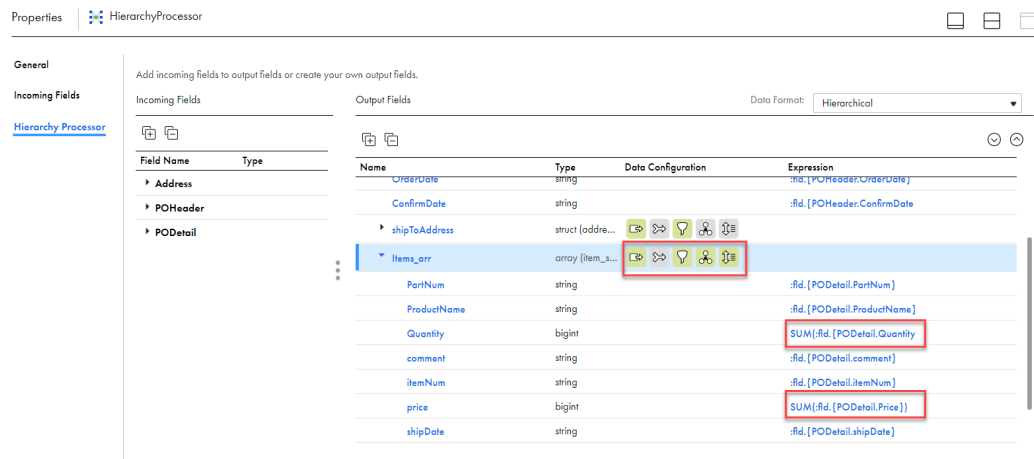 Properties HierarchyProcessor
General
Incoming Fields
Hierarchy Processor
Add incoming fields to output fields or create your own output fields.
Incoming Fields
Field Name Type
Address
POHeader
PODetail
Output Fields Data Format: Hierarchical
Name Type Data Configuration Expression
OrderDate string :fld.{POHeader.OrderDate}
ConfirmDate string :fld.{POHeader.ConfirmDate
shipToAddress struct (addre...
Items_arr array (item_s...
PartNum string :fld.{PODetail.PartNum}
ProductName string :fld.{PODetail.ProductName}
Quantity bigint SUM(:fld.{PODetail.Quantity
comment string :fld.{PODetail.comment}
itemNum string :fld.{PODetail.itemNum}
price bigint SUM(:fld.{PODetail.Price})
shipDate string :fld.{PODetail.shipDate}